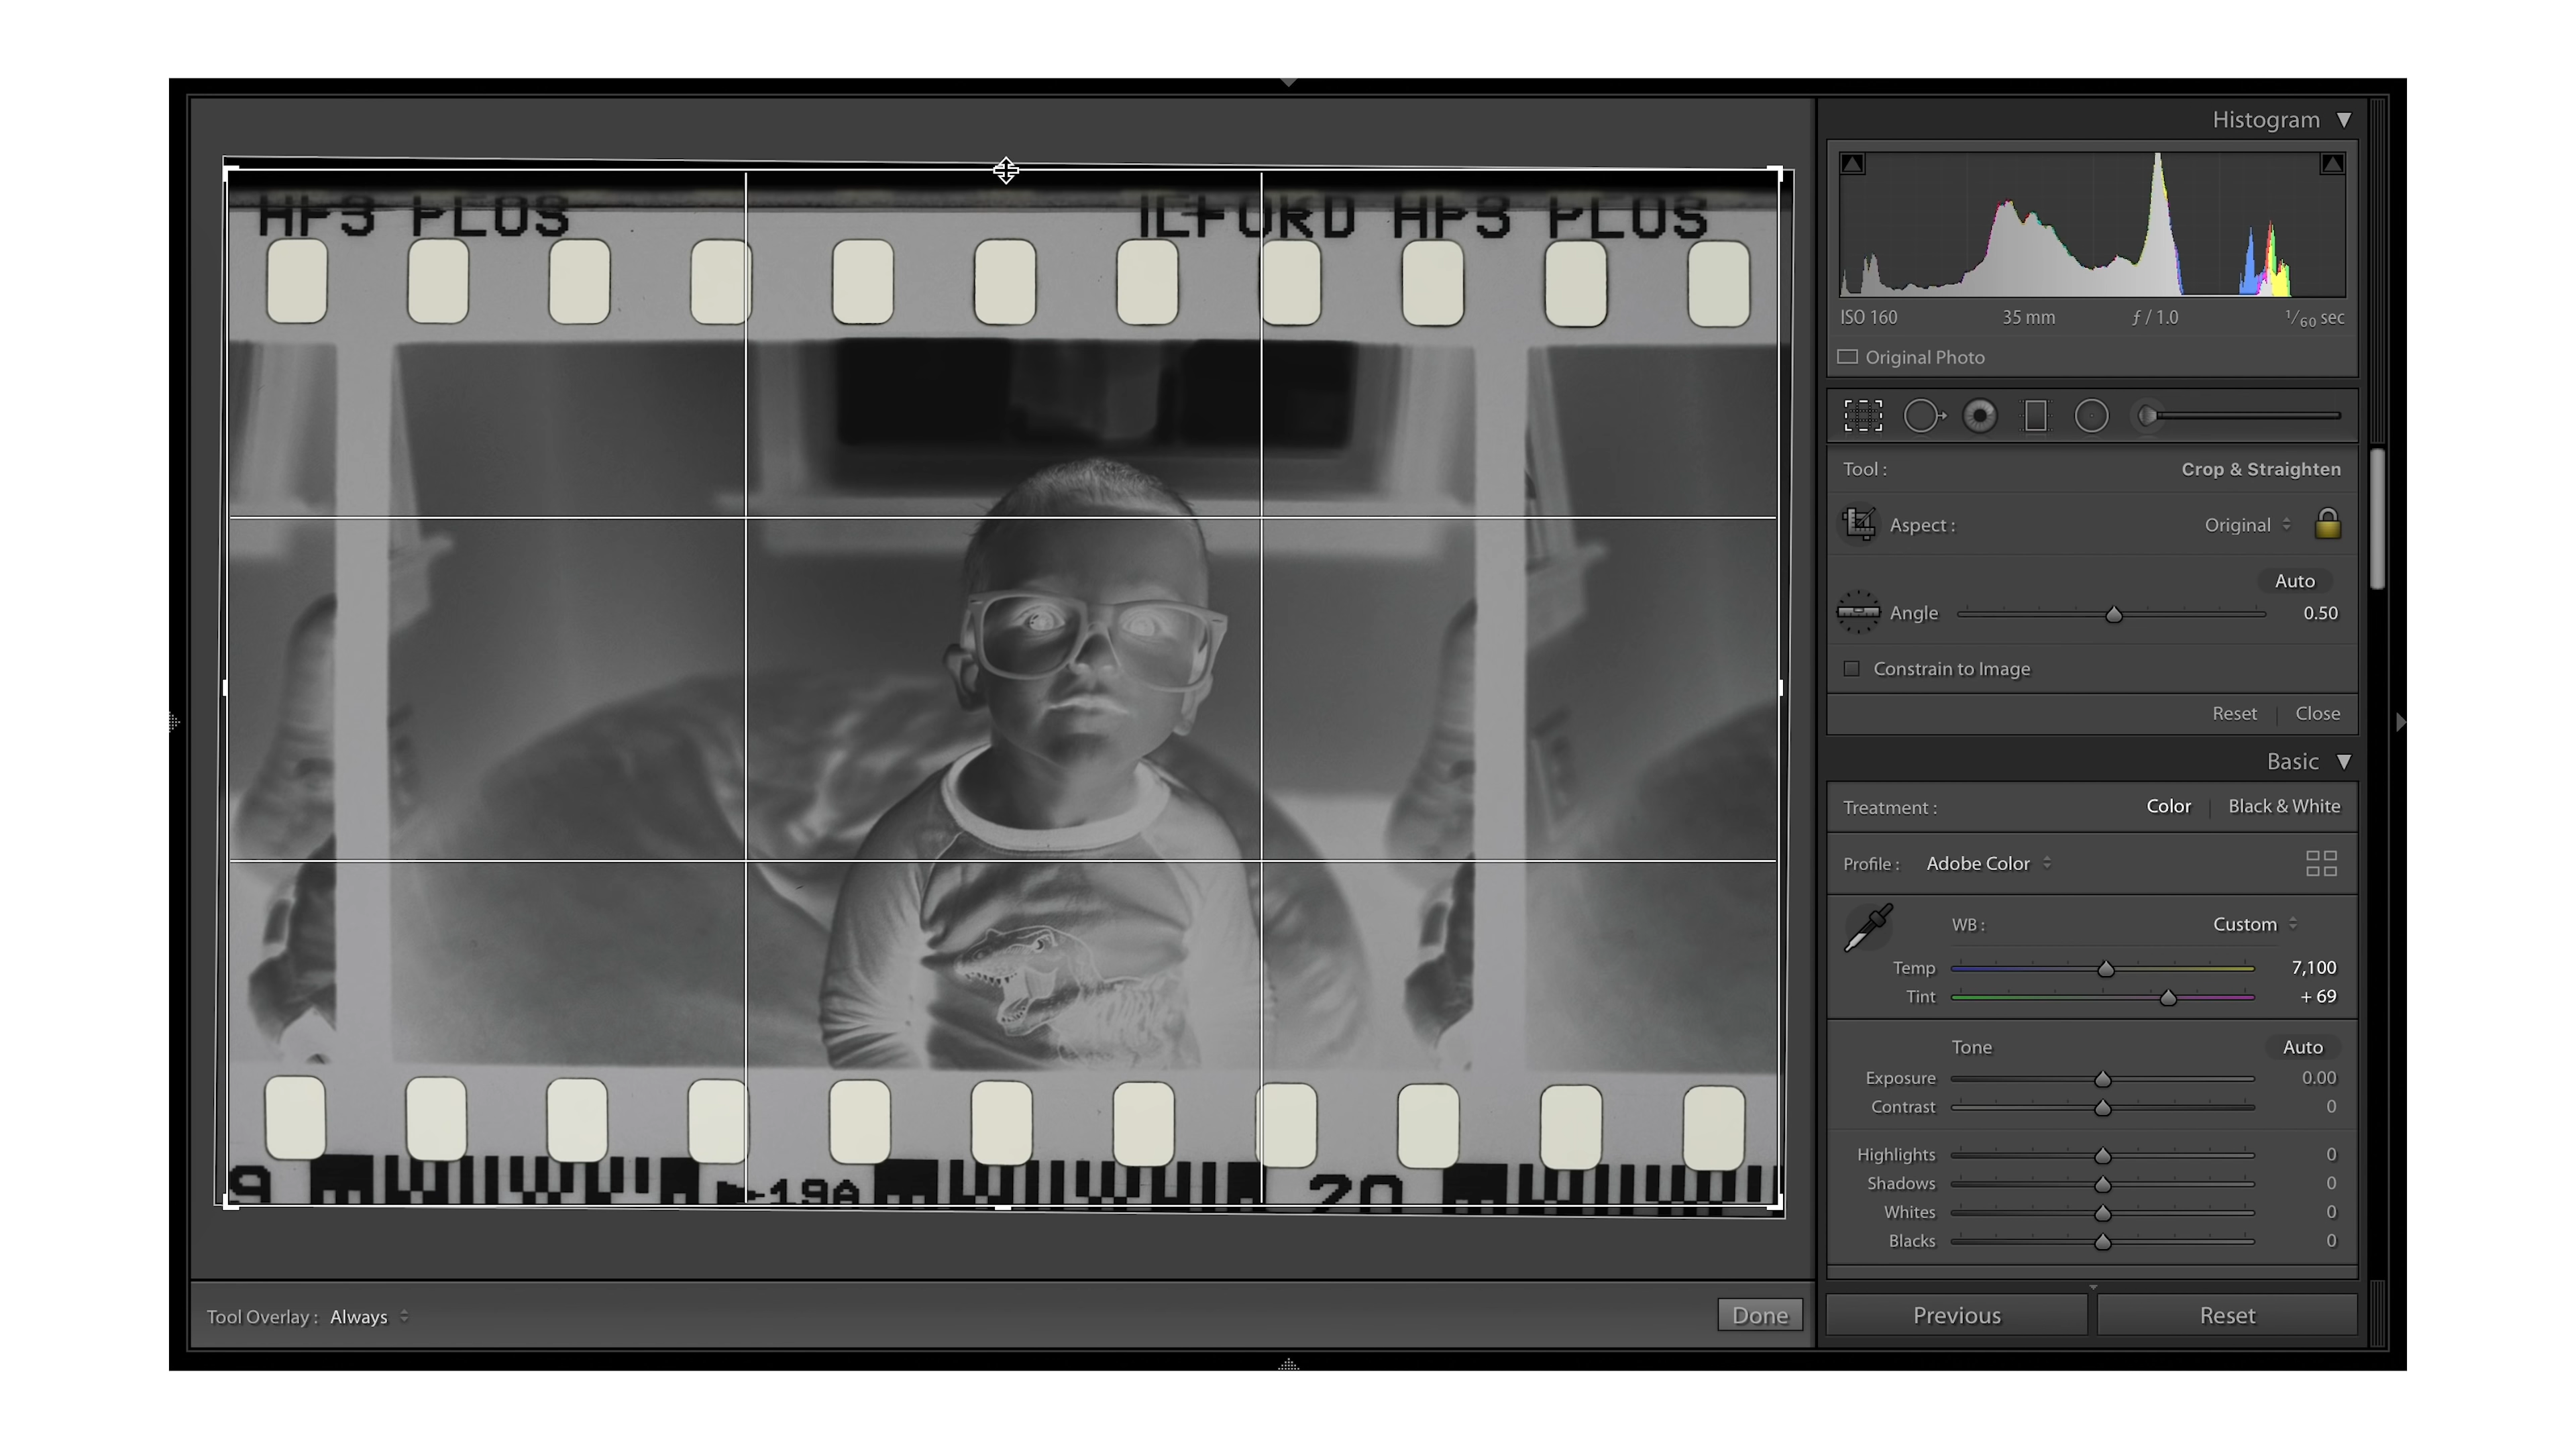 Histogram
ISO 160 35 mm ƒ / 1.0 1/60 sec
Original Photo
Tool : Crop & Straighten
Aspect : Original
Auto
Angle 0.50
Constrain to Image
Reset Close
Basic
Treatment : Color Black & White
Profile : Adobe Color
WB : Custom
Temp 7,100
Tint + 69
Tone Auto
Exposure 0.00
Contrast 0
Highlights 0
Shadows 0
Whites 0
Blacks 0
Previous Reset
PLUS ILFORD PLUS
19A 20
Tool Overlay : Always Done